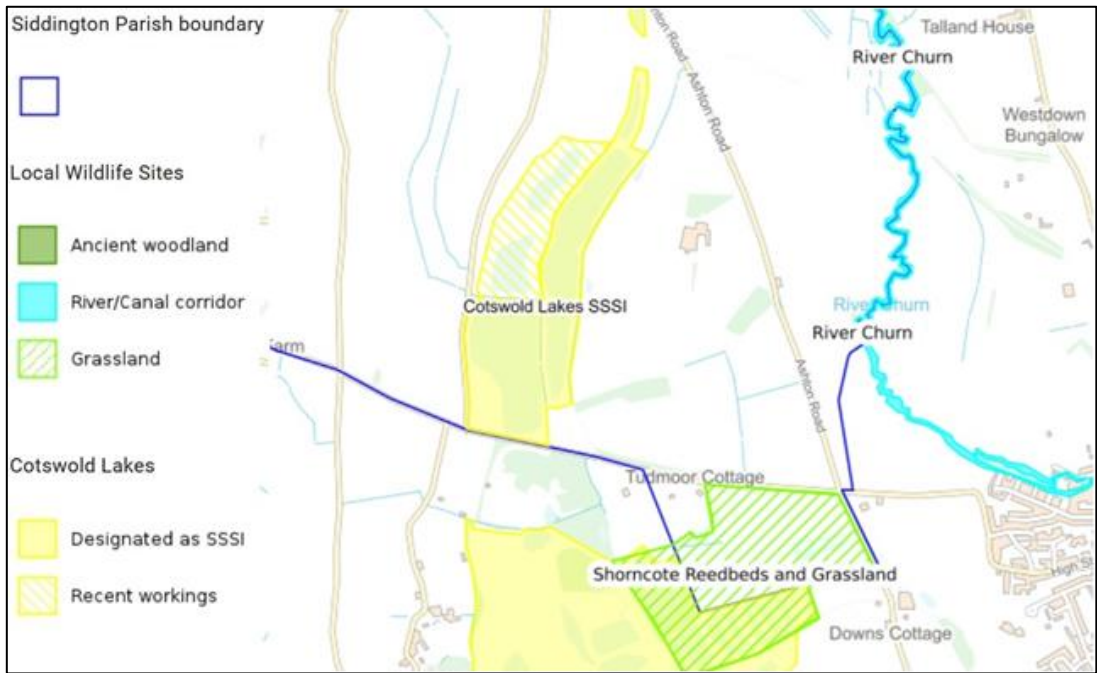 Siddington Parish boundary
Local Wildlife Sites
Ancient woodland
River/Canal corridor
Grassland
Cotswold Lakes
Designated as SSSI
Recent workings
Ashton Road
Ashton Road
Talland House
River Churn
Westdown
Bungalow
Cotswold Lakes SSSI
River Churn
River Churn
Ashton Road
Tudmoor Cottage
Shorncote Reedbeds and Grassland
High St
Downs Cottage